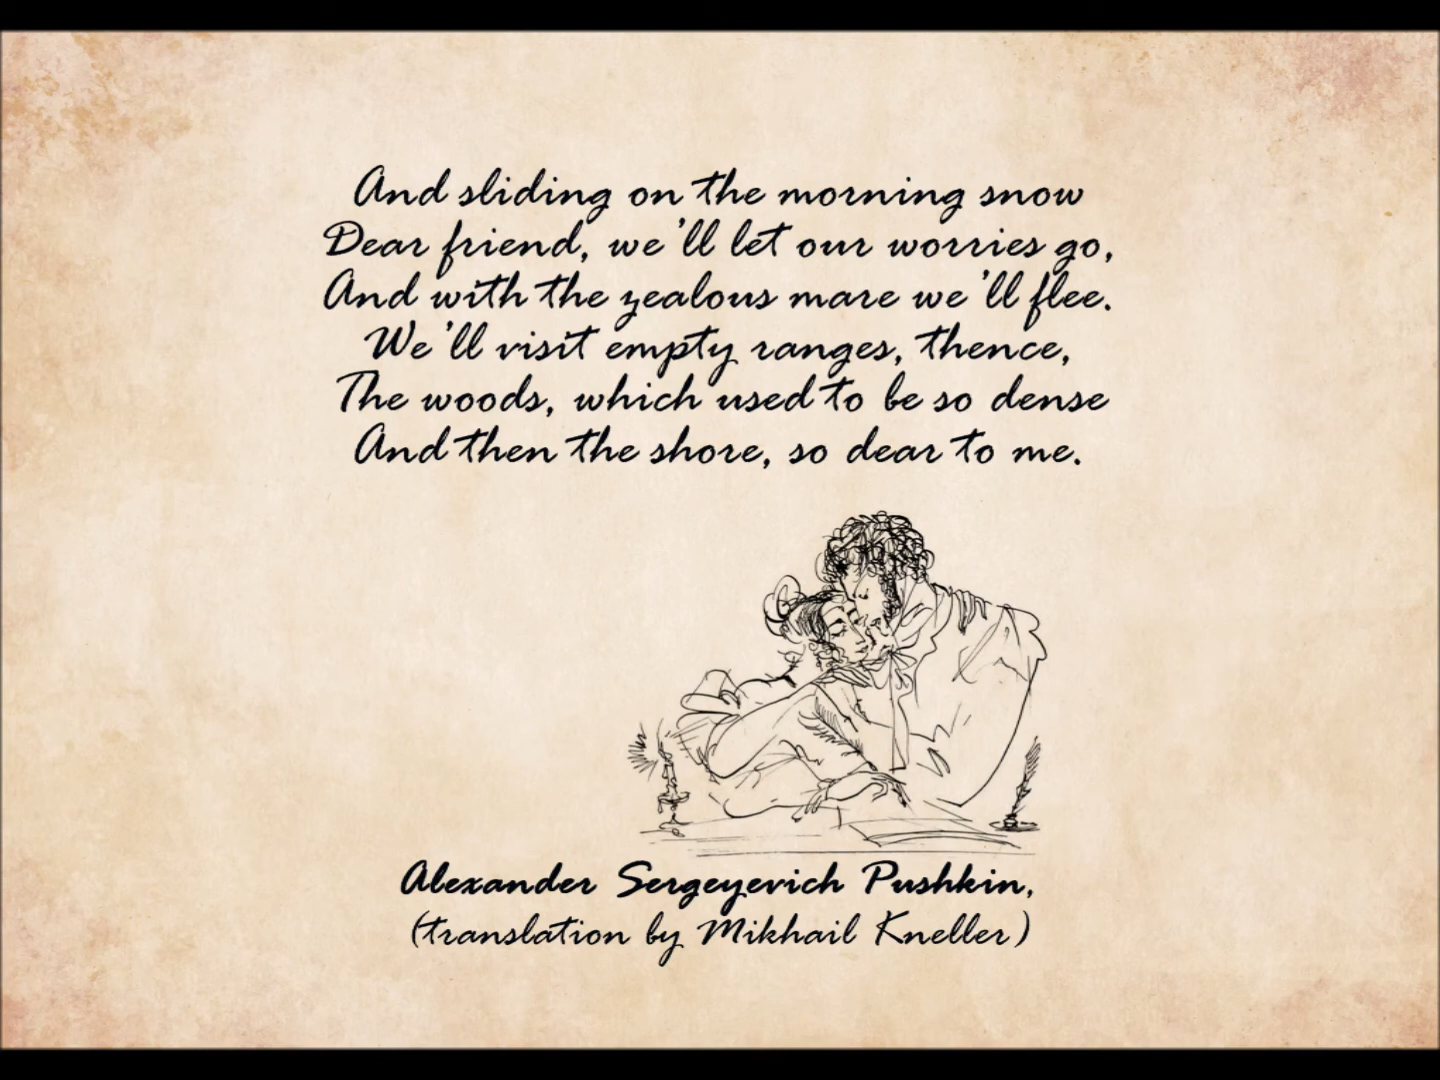 And sliding on the morning snow
Dear friend, we'll let our worries go,
And with the zealous mare we'll flee.
We'll visit empty ranges, thence,
The woods, which used to be so dense
And then the shore, so dear to me.
Alexander Sergeyevich Pushkin,
(translation by Mikhail Kneller)